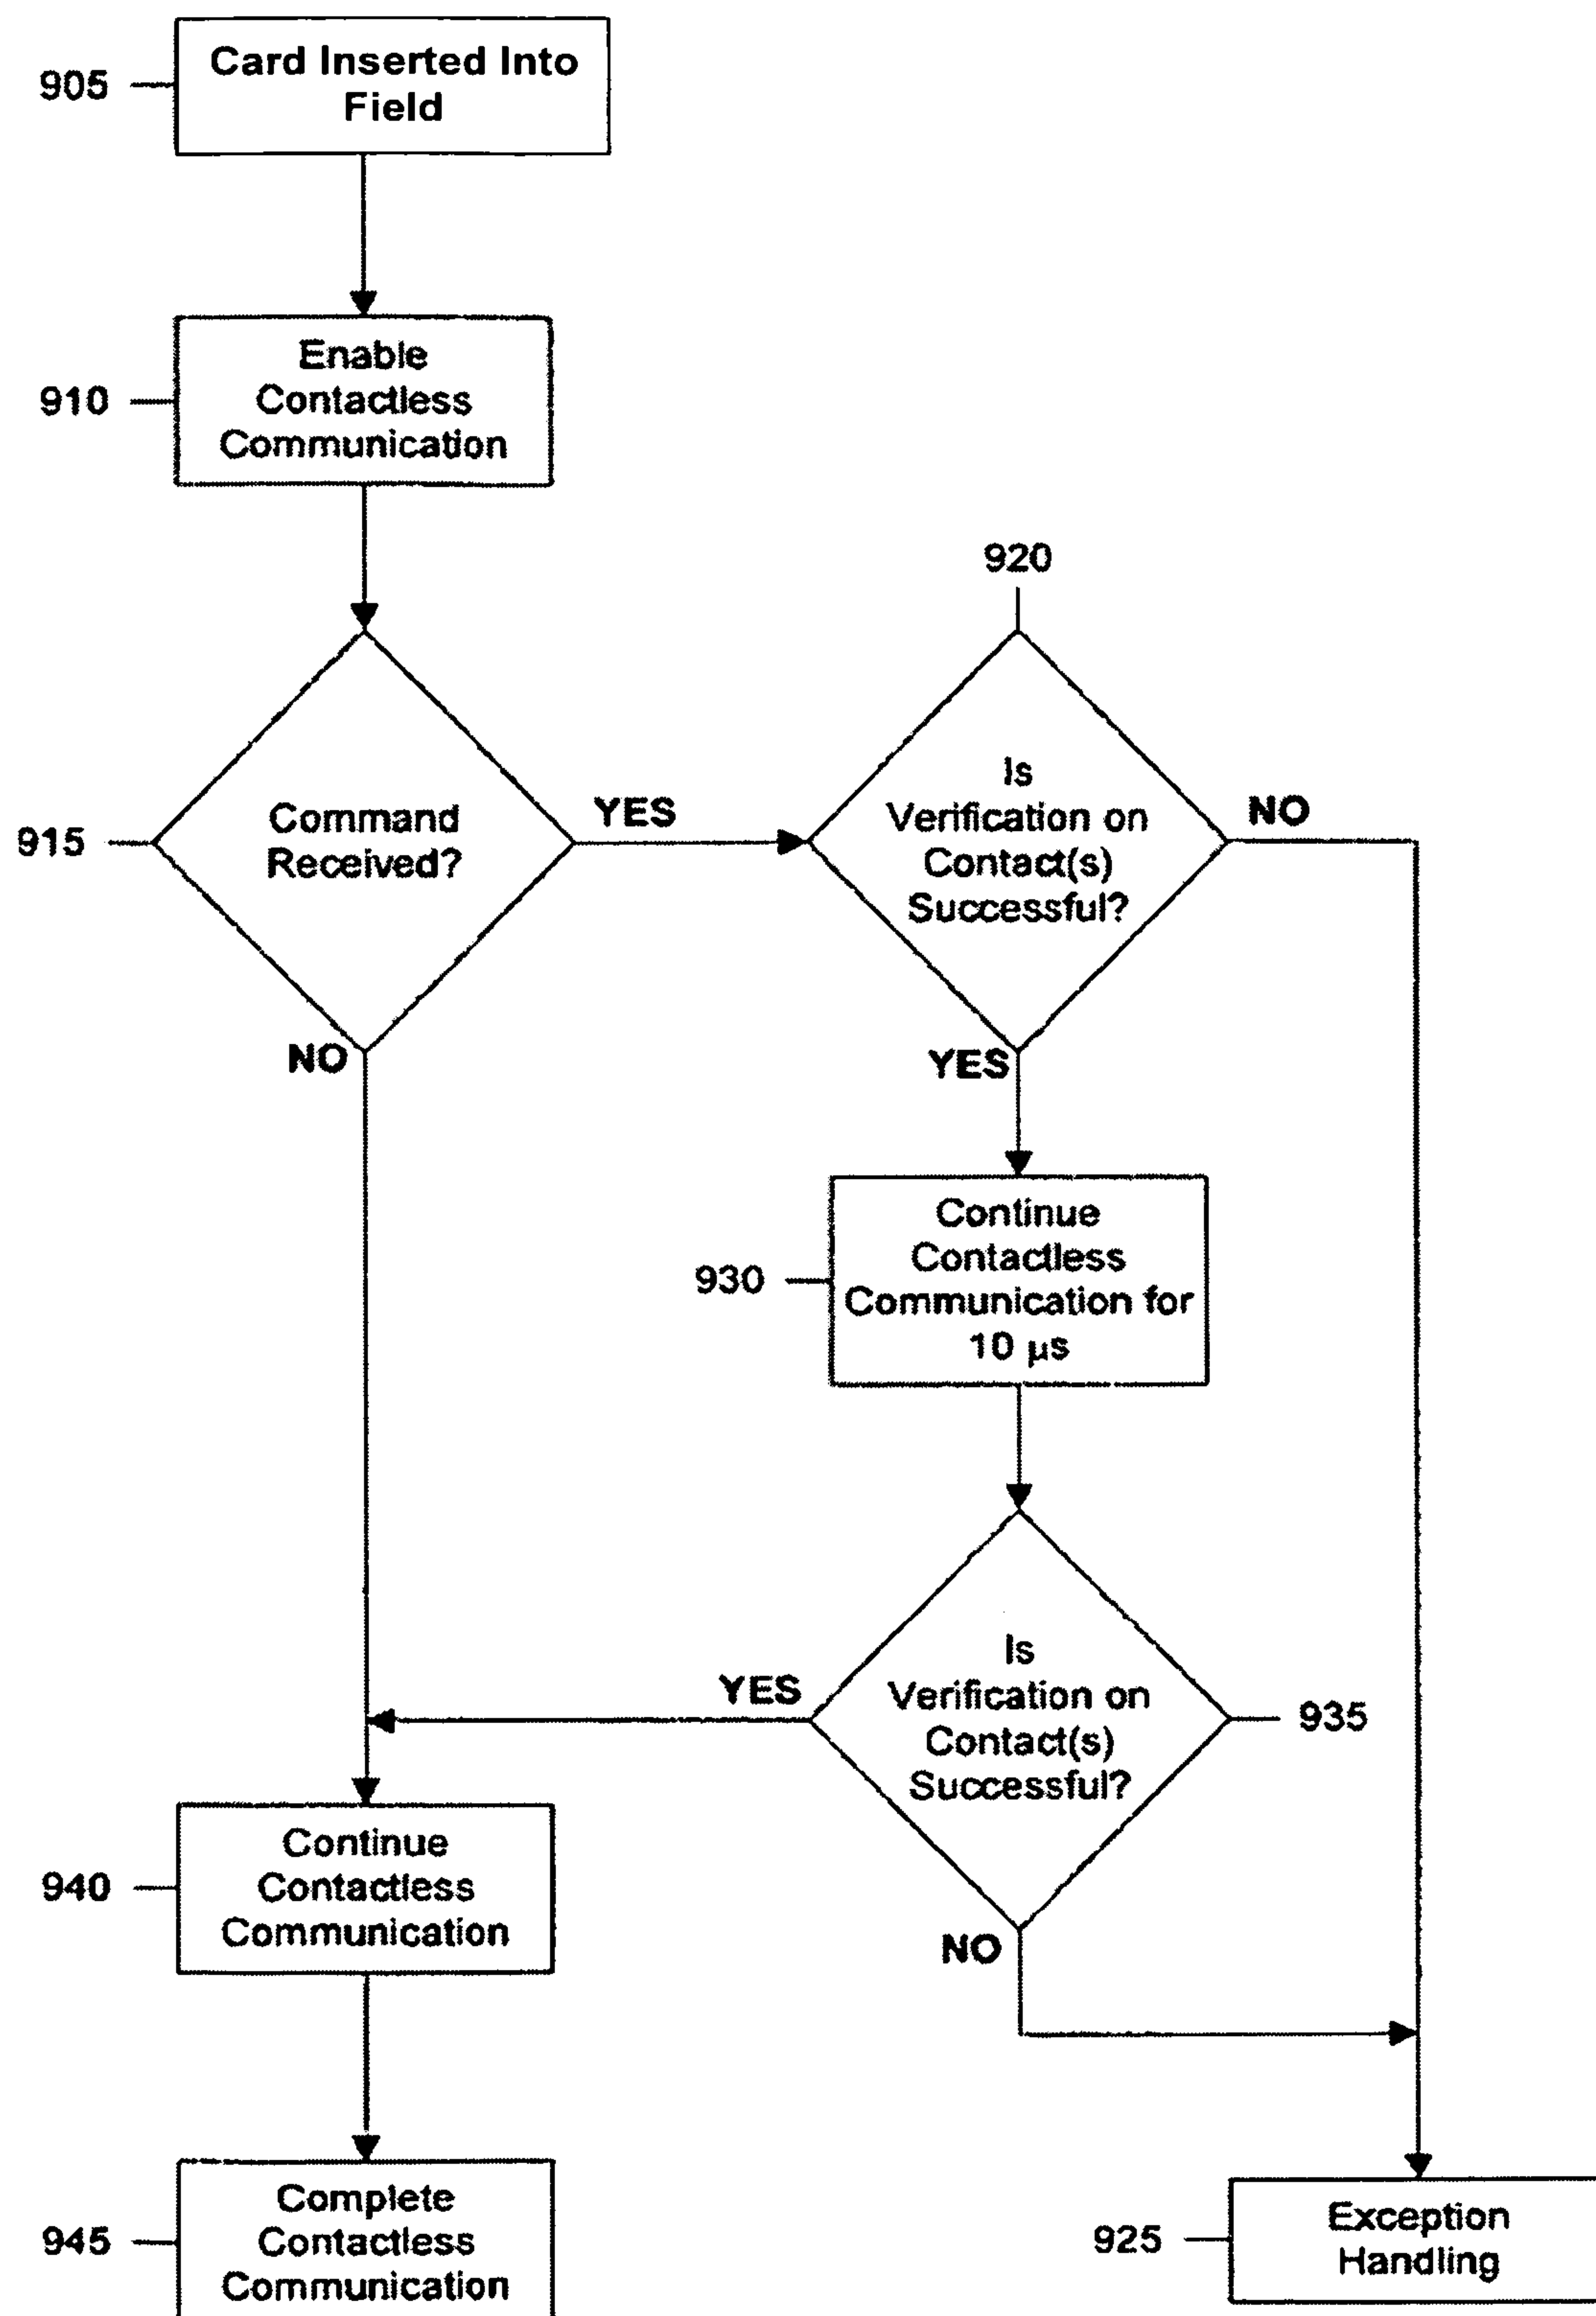 Card Inserted Into
Field
905
Enable
Contactless
Communication
910
920
Command
Received?
915
YES
NO
Is
Verification on
Contact(s)
Successful?
NO
YES
Continue
Contactless
Communication for
10 µs
930
Is
Verification on
Contact(s)
Successful?
YES
935
NO
Continue
Contactless
Communication
940
Complete
Contactless
Communication
945
Exception
Handling
925